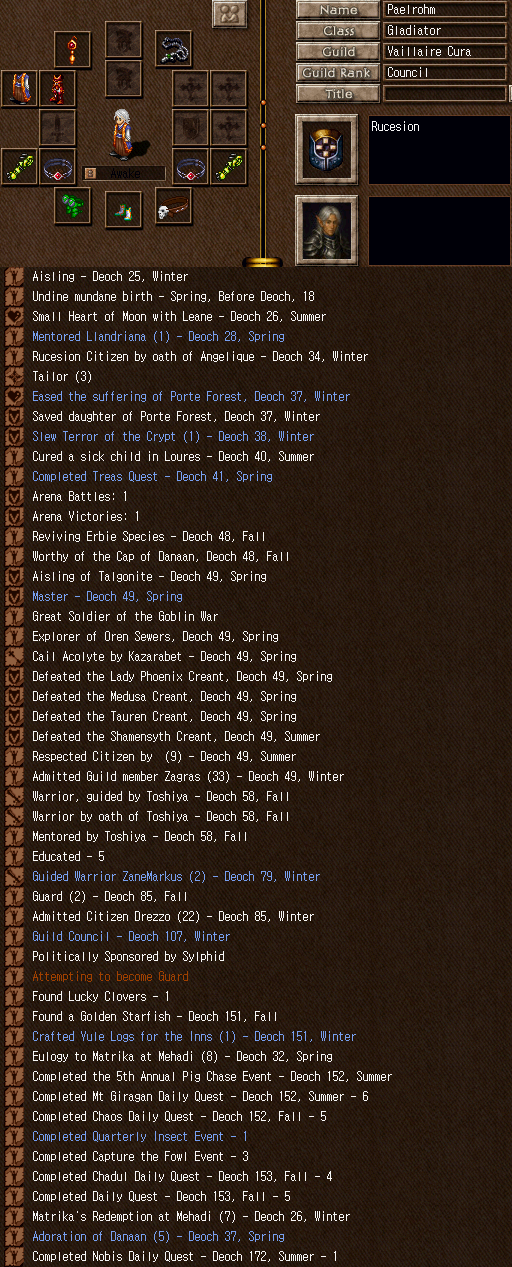 Name Paelrohm
Class Gladiator
Guild Vaillaire Cura
Guild Rank Council
Title
Rucesion
Awake
Aisling - Deoch 25, Winter
Undine mundane birth - Spring, Before Deoch, 18
Small Heart of Moon with Leane - Deoch 26, Summer
Mentored Llandriana (1) - Deoch 28, Spring
Rucesion Citizen by oath of Angelique - Deoch 34, Winter
Tailor (3)
Eased the suffering of Porte Forest, Deoch 37, Winter
Saved daughter of Porte Forest, Deoch 37, Winter
Slew Terror of the Crypt (1) - Deoch 38, Winter
Cured a sick child in Loures - Deoch 40, Summer
Completed Treas Quest - Deoch 41, Spring
Arena Battles: 1
Arena Victories: 1
Reviving Erbie Species - Deoch 48, Fall
Worthy of the Cap of Danaan, Deoch 48, Fall
Aisling of Talgonite - Deoch 49, Spring
Master - Deoch 49, Spring
Great Soldier of the Goblin War
Explorer of Oren Sewers, Deoch 49, Spring
Cail Acolyte by Kazarabet - Deoch 49, Spring
Defeated the Lady Phoenix Creant, Deoch 49, Spring
Defeated the Medusa Creant, Deoch 49, Spring
Defeated the Tauren Creant, Deoch 49, Spring
Defeated the Shamensyth Creant, Deoch 49, Summer
Respected Citizen by  (9) - Deoch 49, Summer
Admitted Guild member Zagras (33) - Deoch 49, Winter
Warrior, guided by Toshiya - Deoch 58, Fall
Warrior by oath of Toshiya - Deoch 58, Fall
Mentored by Toshiya - Deoch 58, Fall
Educated - 5
Guided Warrior ZaneMarkus (2) - Deoch 79, Winter
Guard (2) - Deoch 85, Fall
Admitted Citizen Drezzo (22) - Deoch 85, Winter
Guild Council - Deoch 107, Winter
Politically Sponsored by Sylphid
Attempting to become Guard
Found Lucky Clovers - 1
Found a Golden Starfish - Deoch 151, Fall
Crafted Yule Logs for the Inns (1) - Deoch 151, Winter
Eulogy to Matrika at Mehadi (8) - Deoch 32, Spring
Completed the 5th Annual Pig Chase Event - Deoch 152, Summer
Completed Mt Giragan Daily Quest - Deoch 152, Summer - 6
Completed Chaos Daily Quest - Deoch 152, Fall - 5
Completed Quarterly Insect Event - 1
Completed Capture the Fowl Event - 3
Completed Chadul Daily Quest - Deoch 153, Fall - 4
Completed Daily Quest - Deoch 153, Fall - 5
Matrika's Redemption at Mehadi (7) - Deoch 26, Winter
Adoration of Danaan (5) - Deoch 37, Spring
Completed Nobis Daily Quest - Deoch 172, Summer - 1